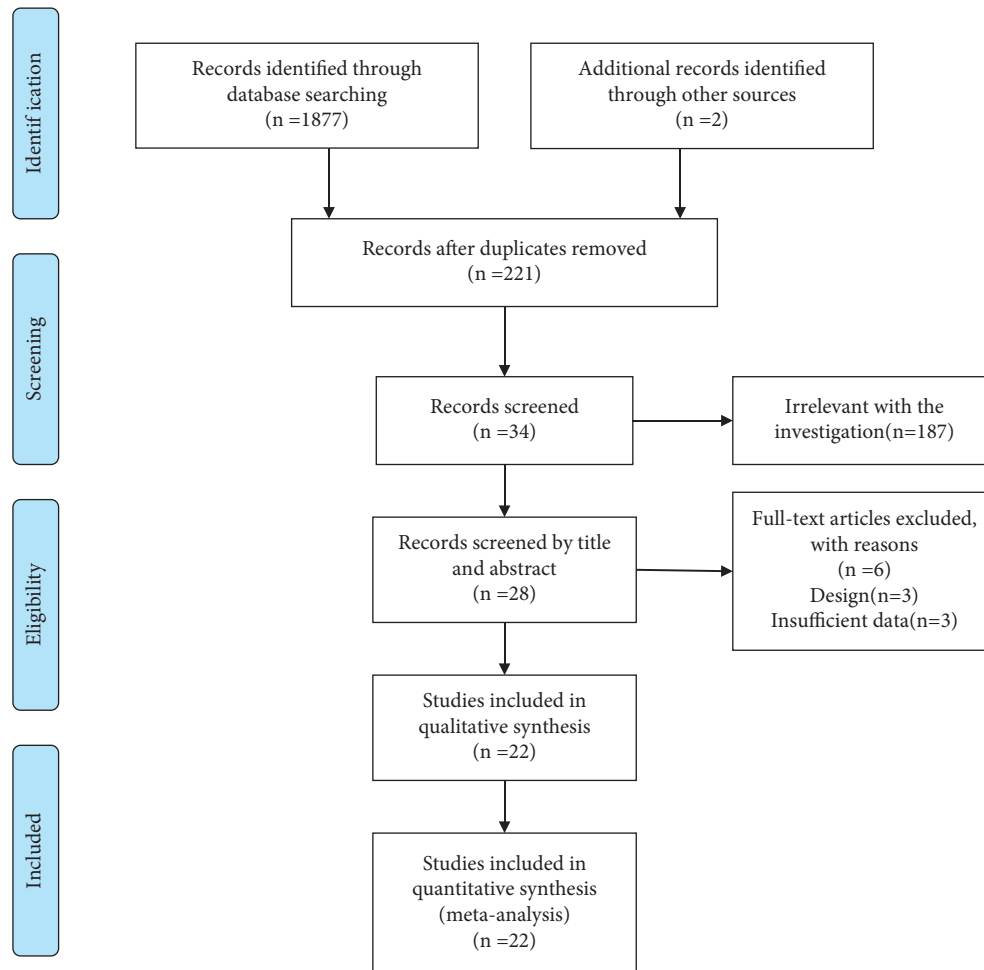 Identif ication
Records identified through
database searching
(n =1877)
Additional records identified
through other sources
(n =2)
Records after duplicates removed
(n =221)
Screening
Records screened
(n =34)
Irrelevant with the
investigation(n=187)
Eligibility
Records screened by title
and abstract
(n =28)
Full-text articles excluded,
with reasons
(n =6)
Design(n=3)
Insufficient data(n=3)
Studies included in
qualitative synthesis
(n =22)
Included
Studies included in
quantitative synthesis
(meta-analysis)
(n =22)